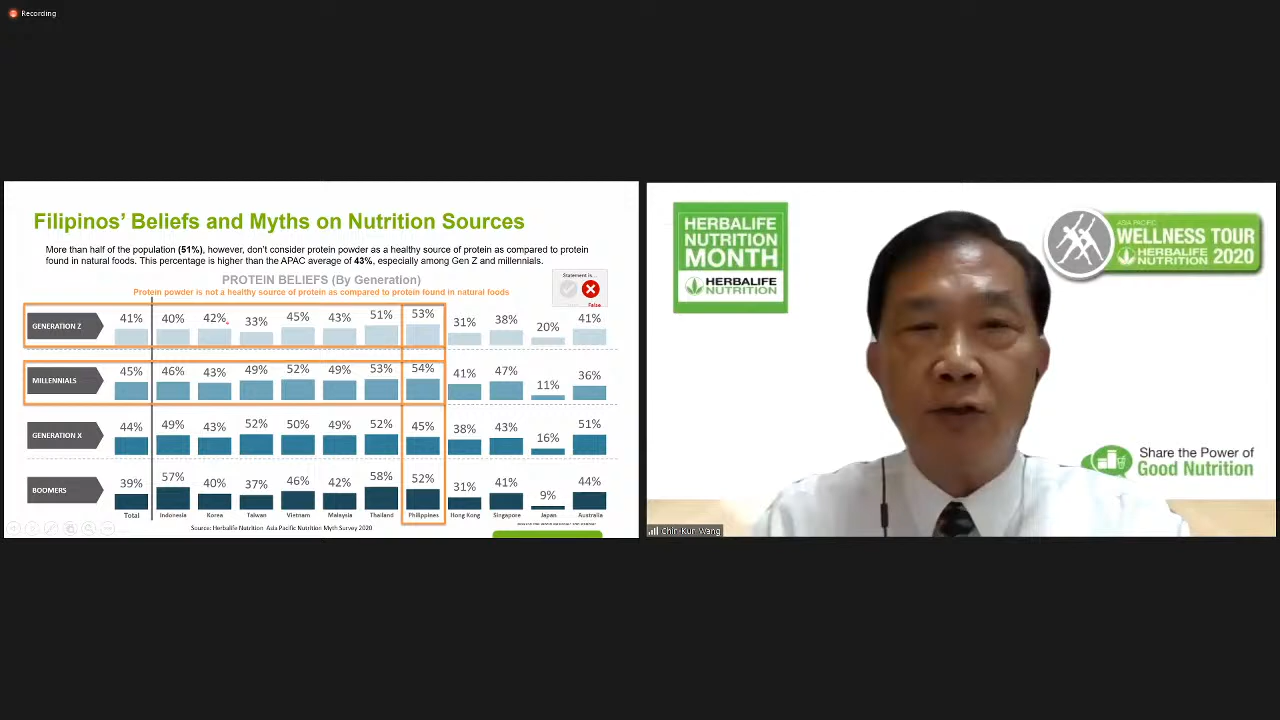 Recording
Filipinos' Beliefs and Myths on Nutrition Sources
More than half of the population (51%), however, don't consider protein powder as a healthy source of protein as compared to protein
found in natural foods. This percentage is higher than the APAC average of 43%, especially among Gen Z and millennials.
PROTEIN BELIEFS (By Generation)
Protein powder is not a healthy source of protein as compared to protein found in natural foods
Statement is...
False
GENERATION Z 41% 40% 42% 33% 45% 43% 51% 53% 31% 38% 20% 41%
MILLENNIALS 45% 46% 43% 49% 52% 49% 53% 54% 41% 47% 11% 36%
GENERATION X 44% 49% 43% 52% 50% 49% 52% 45% 38% 43% 16% 51%
BOOMERS 39% 57% 40% 37% 46% 42% 58% 52% 31% 41% 9% 44%
Total Indonesia Korea Taiwan Vietnam Malaysia Thailand Philippines Hong Kong Singapore Japan Australia
Source: Herbalife Nutrition Asia Pacific Nutrition Myth Survey 2020
HERBALIFE
NUTRITION
MONTH
HERBALIFE
NUTRITION
ASIA PACIFIC
WELLNESS TOUR
HERBALIFE
NUTRITION
2020
Share the Power of
Good Nutrition
Chin-Kun Wang